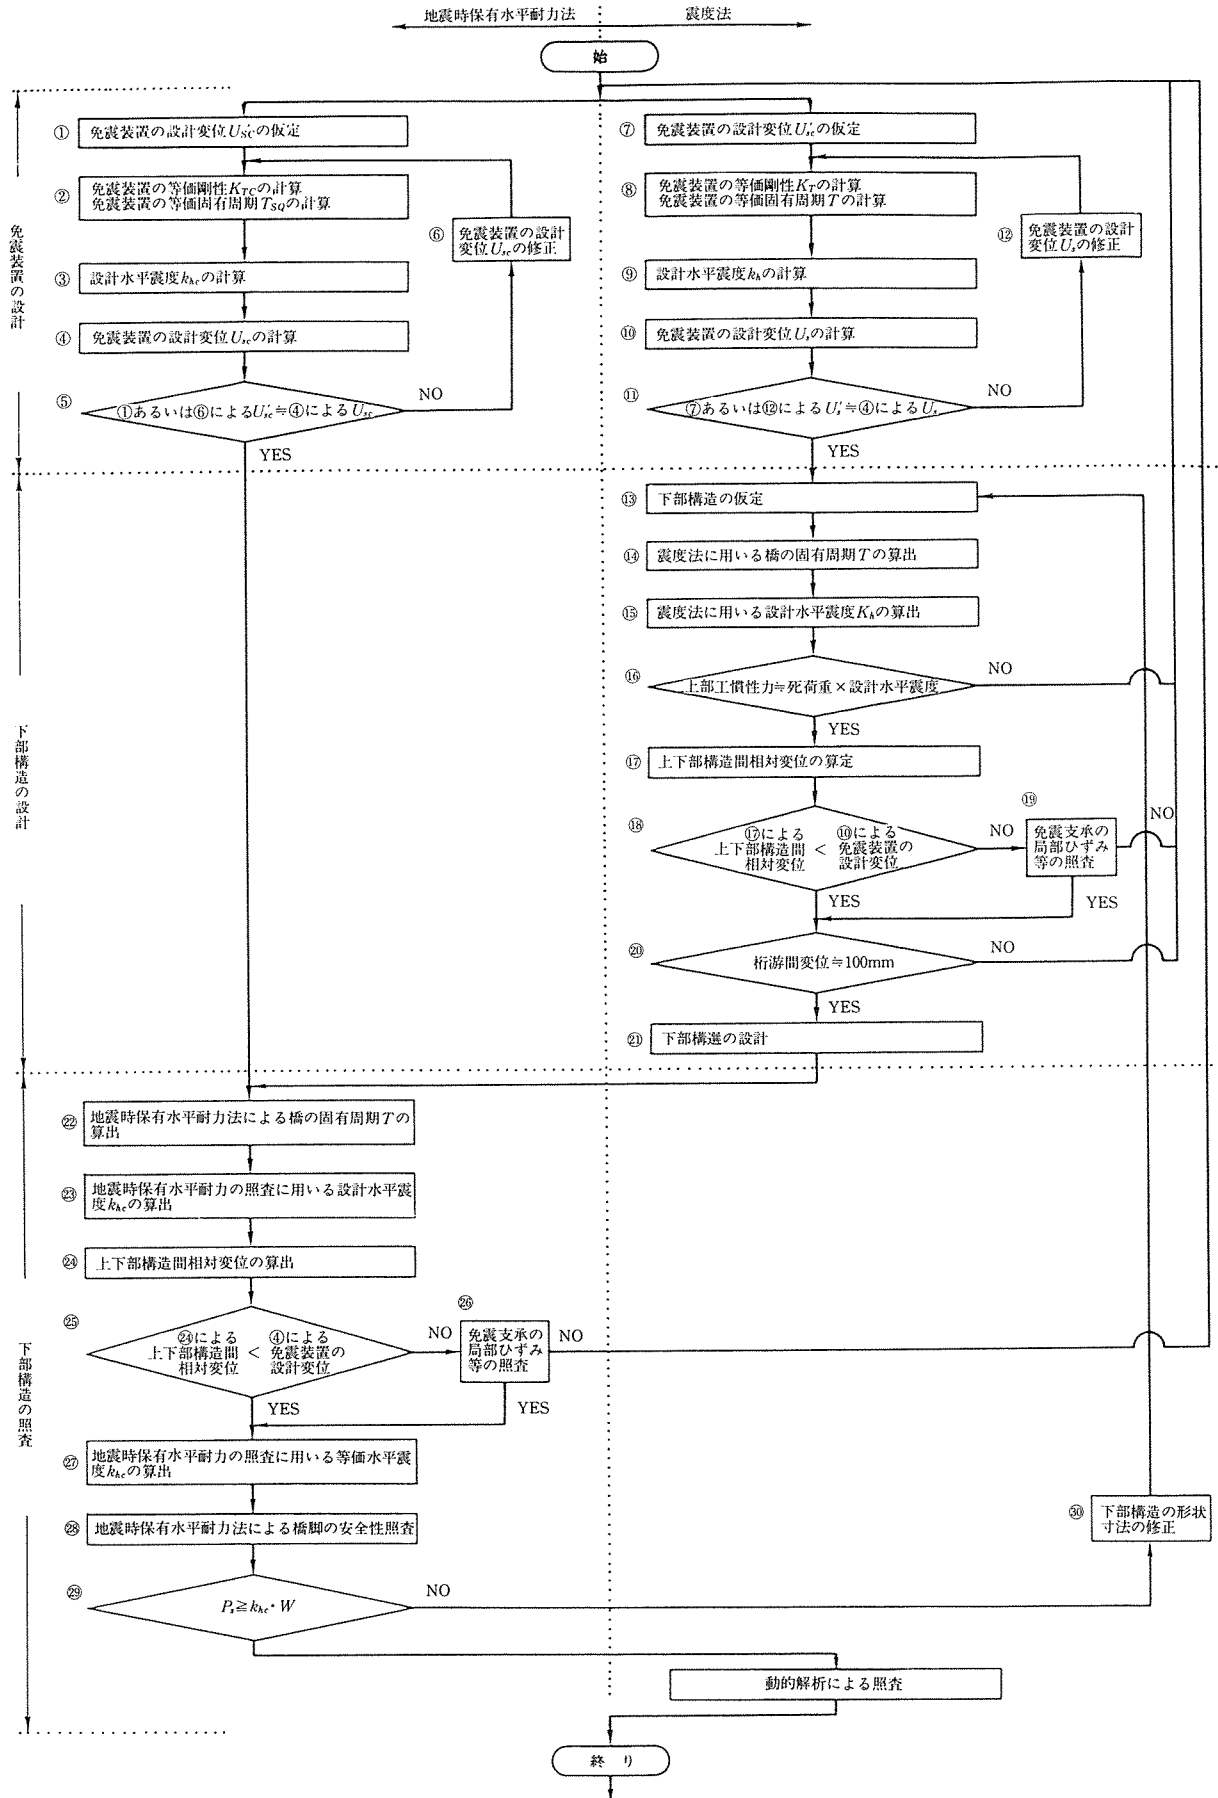 地震時保有水平耐力法
震度法
始
免震装置の設計
① 免震装置の設計変位U'scの仮定
② 免震装置の等価剛性KTCの計算
免震装置の等価固有周期TSQの計算
③ 設計水平震度khcの計算
④ 免震装置の設計変位Uscの計算
⑤ ①あるいは⑥によるU'sc≒④によるUsc
NO
YES
⑥ 免震装置の設計
変位Uscの修正
⑦ 免震装置の設計変位U'scの仮定
⑧ 免震装置の等価剛性KTの計算
免震装置の等価固有周期Tの計算
⑨ 設計水平震度khの計算
⑩ 免震装置の設計変位Usの計算
⑪ ⑦あるいは⑫によるU's≒④によるUs
NO
YES
⑫ 免震装置の設計
変位Usの修正
下部構造の設計
⑬ 下部構造の仮定
⑭ 震度法に用いる橋の固有周期Tの算出
⑮ 震度法に用いる設計水平震度Khの算出
⑯ 上部工慣性力≒死荷重×設計水平震度
NO
YES
⑰ 上下部構造間相対変位の算定
⑱ ⑰による
上下部構造間
相対変位
<
⑩による
免震装置の
設計変位
NO
YES
⑲
免震支承の
局部ひずみ
等の照査
NO
YES
⑳ 桁游間変位≒100mm
NO
YES
㉑ 下部構選の設計
下部構造の照査
㉒ 地震時保有水平耐力法による橋の固有周期Tの
算出
㉓ 地震時保有水平耐力の照査に用いる設計水平震
度khcの算出
㉔ 上下部構造間相対変位の算出
㉕ ㉔による
上下部構造間
相対変位
<
④による
免震装置の
設計変位
NO
YES
㉖
免震支承の
局部ひずみ
等の照査
NO
YES
㉗ 地震時保有水平耐力の照査に用いる等価水平震
度khcの算出
㉘ 地震時保有水平耐力法による橋脚の安全性照査
㉙ Ps≧khc・W
NO
㉚ 下部構造の形状
寸法の修正
動的解析による照査
終り